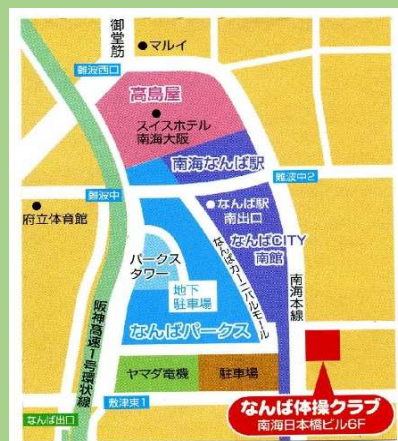 御堂筋
●マルイ
難波西口
高島屋
スイスホテル
南海大阪
南海なんば駅
難波中2
難波中
府立体育館
なんば駅
南出口
なんばCITY
南館
パークス
タワー
地下
駐車場
なんばカーニバルモール
南海本線
なんばパークス
阪神高速1号環状線
ヤマダ電機
駐車場
敷津東1
なんば出口
なんば体操クラブ
南海日本橋ビル6F